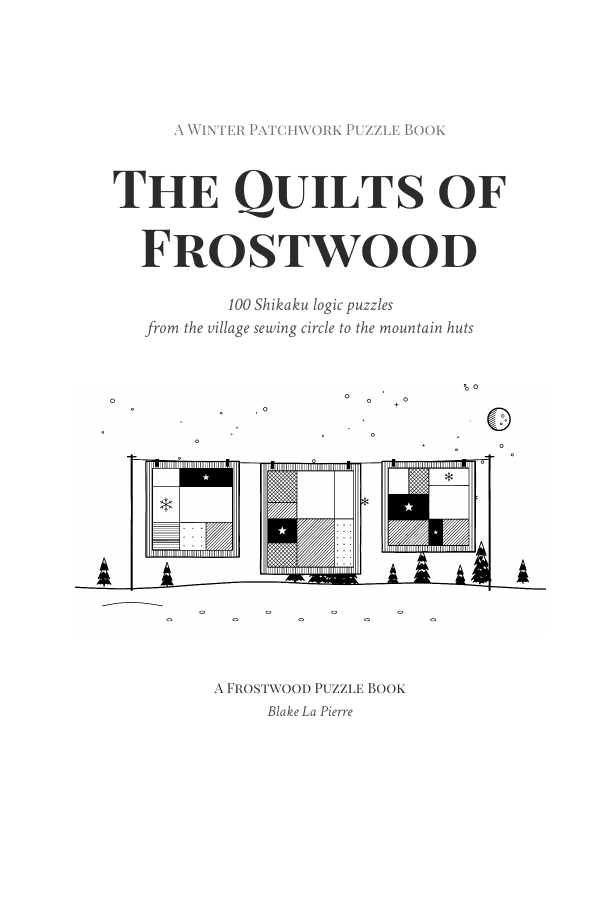 A Winter Patchwork Puzzle Book
The Quilts of
Frostwood
100 Shikaku logic puzzles
from the village sewing circle to the mountain huts
A Frostwood Puzzle Book
Blake La Pierre